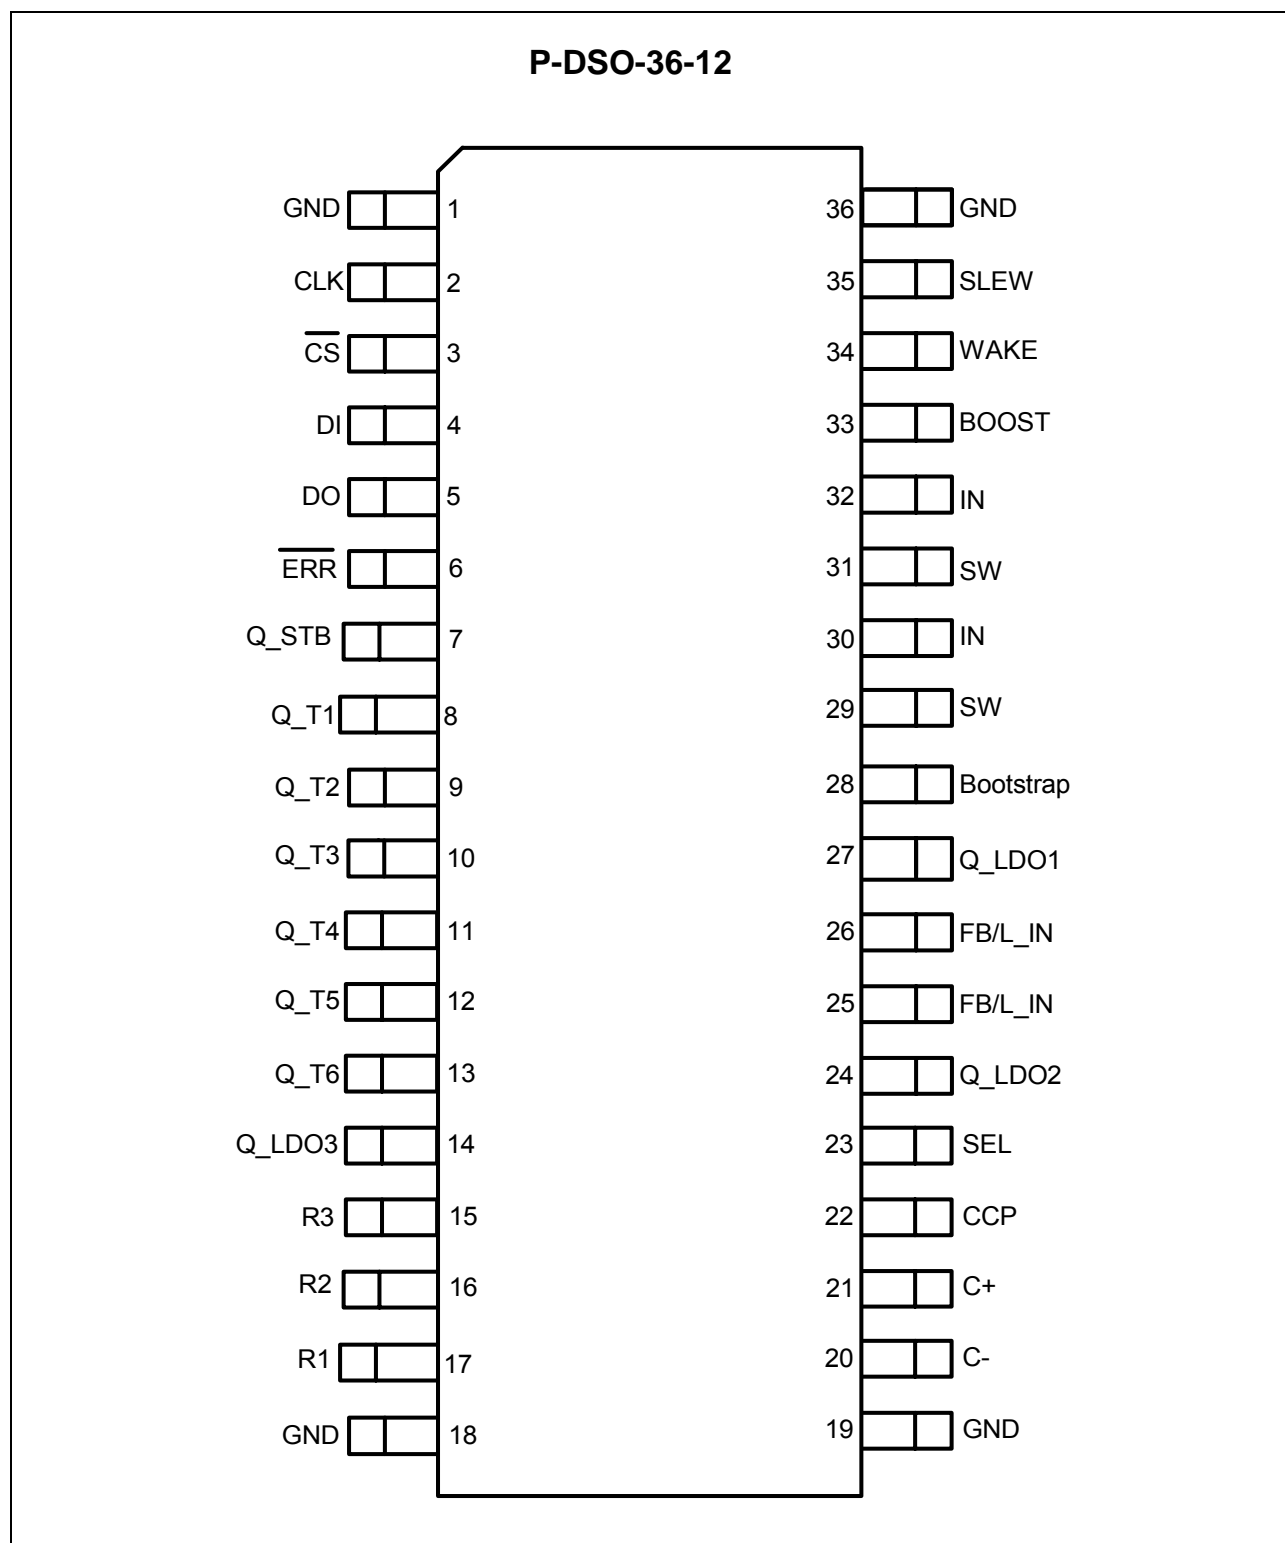 P-DSO-36-12
GND 1 36 GND
CLK 2 35 SLEW
C̅S̅ 3 34 WAKE
DI 4 33 BOOST
DO 5 32 IN
E̅R̅R̅ 6 31 SW
Q_STB 7 30 IN
Q_T1 8 29 SW
Q_T2 9 28 Bootstrap
Q_T3 10 27 Q_LDO1
Q_T4 11 26 FB/L_IN
Q_T5 12 25 FB/L_IN
Q_T6 13 24 Q_LDO2
Q_LDO3 14 23 SEL
R3 15 22 CCP
R2 16 21 C+
R1 17 20 C-
GND 18 19 GND